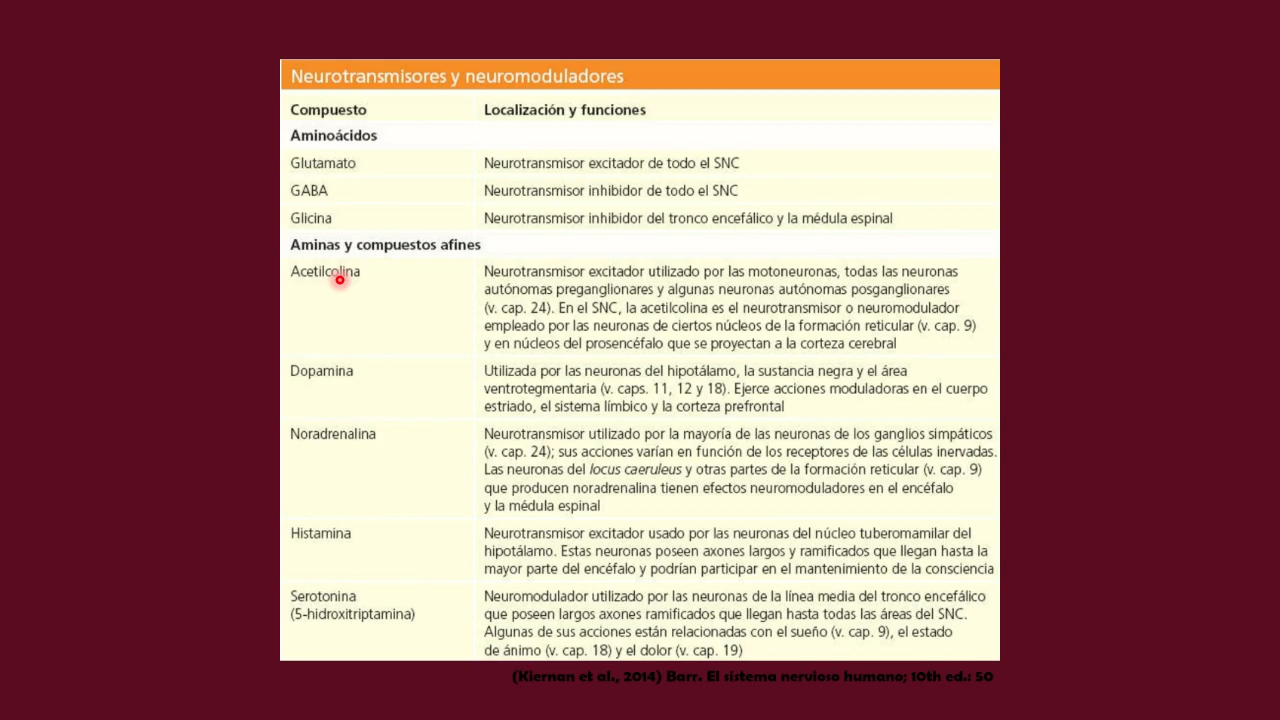 Neurotransmisores y neuromoduladores
Compuesto Localización y funciones
Aminoácidos
Glutamato Neurotransmisor excitador de todo el SNC
GABA Neurotransmisor inhibidor de todo el SNC
Glicina Neurotransmisor inhibidor del tronco encefálico y la médula espinal
Aminas y compuestos afines
Acetilcolina Neurotransmisor excitador utilizado por las motoneuronas, todas las neuronas
autónomas preganglionares y algunas neuronas autónomas posganglionares
(v. cap. 24). En el SNC, la acetilcolina es el neurotransmisor o neuromodulador
empleado por las neuronas de ciertos núcleos de la formación reticular (v. cap. 9)
y en núcleos del prosencéfalo que se proyectan a la corteza cerebral
Dopamina Utilizada por las neuronas del hipotálamo, la sustancia negra y el área
ventrotegmentaria (v. caps. 11, 12 y 18). Ejerce acciones moduladoras en el cuerpo
estriado, el sistema límbico y la corteza prefrontal
Noradrenalina Neurotransmisor utilizado por la mayoría de las neuronas de los ganglios simpáticos
(v. cap. 24); sus acciones varían en función de los receptores de las células inervadas.
Las neuronas del locus caeruleus y otras partes de la formación reticular (v. cap. 9)
que producen noradrenalina tienen efectos neuromoduladores en el encéfalo
y la médula espinal
Histamina Neurotransmisor excitador usado por las neuronas del núcleo tuberomamilar del
hipotálamo. Estas neuronas poseen axones largos y ramificados que llegan hasta la
mayor parte del encéfalo y podrían participar en el mantenimiento de la consciencia
Serotonina Neuromodulador utilizado por las neuronas de la línea media del tronco encefálico
(5-hidroxitriptamina) que poseen largos axones ramificados que llegan hasta todas las áreas del SNC.
Algunas de sus acciones están relacionadas con el sueño (v. cap. 9), el estado
de ánimo (v. cap. 18) y el dolor (v. cap. 19)
(Kiernan et al., 2014) Barr. El sistema nervioso humano; 10th ed.: 50